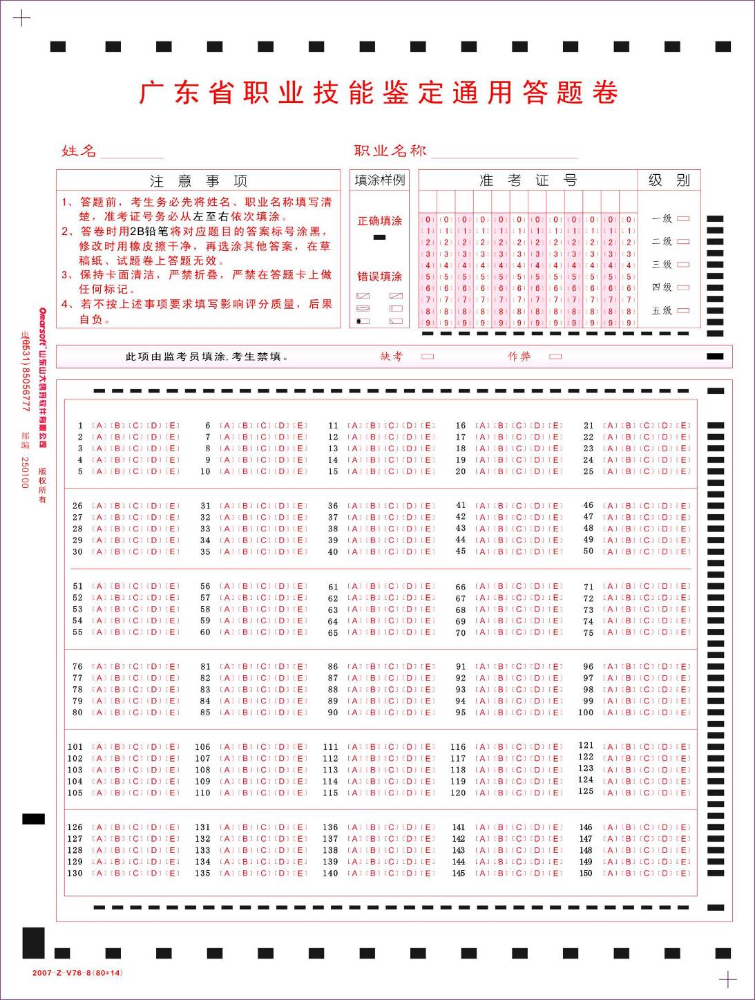 广东省职业技能鉴定通用答题卷
姓名 职业名称
注意事项
1、答题前，考生务必先将姓名、职业名称填写清
楚，准考证号务必从左至右依次填涂。
2、答卷时用2B铅笔将对应题目的答案标号涂黑，
修改时用橡皮擦干净，再选涂其他答案，在草
稿纸、试题卷上答题无效。
3、保持卡面清洁，严禁折叠，严禁在答题卡上做
任何标记。
4、若不按上述事项要求填写影响评分质量，后果
自负。
填涂样例
正确填涂
错误填涂
准考证号 级别
[0] [0] [0] [0] [0] [0] [0] [0] [0] [0] [0] [0]
[1] [1] [1] [1] [1] [1] [1] [1] [1] [1] [1] [1]
[2] [2] [2] [2] [2] [2] [2] [2] [2] [2] [2] [2]
[3] [3] [3] [3] [3] [3] [3] [3] [3] [3] [3] [3]
[4] [4] [4] [4] [4] [4] [4] [4] [4] [4] [4] [4]
[5] [5] [5] [5] [5] [5] [5] [5] [5] [5] [5] [5]
[6] [6] [6] [6] [6] [6] [6] [6] [6] [6] [6] [6]
[7] [7] [7] [7] [7] [7] [7] [7] [7] [7] [7] [7]
[8] [8] [8] [8] [8] [8] [8] [8] [8] [8] [8] [8]
[9] [9] [9] [9] [9] [9] [9] [9] [9] [9] [9] [9]
一级
二级
三级
四级
五级
此项由监考员填涂,考生禁填。 缺考 作弊
1 [A] [B] [C] [D] [E] 6 [A] [B] [C] [D] [E] 11 [A] [B] [C] [D] [E] 16 [A] [B] [C] [D] [E] 21 [A] [B] [C] [D] [E]
2 [A] [B] [C] [D] [E] 7 [A] [B] [C] [D] [E] 12 [A] [B] [C] [D] [E] 17 [A] [B] [C] [D] [E] 22 [A] [B] [C] [D] [E]
3 [A] [B] [C] [D] [E] 8 [A] [B] [C] [D] [E] 13 [A] [B] [C] [D] [E] 18 [A] [B] [C] [D] [E] 23 [A] [B] [C] [D] [E]
4 [A] [B] [C] [D] [E] 9 [A] [B] [C] [D] [E] 14 [A] [B] [C] [D] [E] 19 [A] [B] [C] [D] [E] 24 [A] [B] [C] [D] [E]
5 [A] [B] [C] [D] [E] 10 [A] [B] [C] [D] [E] 15 [A] [B] [C] [D] [E] 20 [A] [B] [C] [D] [E] 25 [A] [B] [C] [D] [E]
26 [A] [B] [C] [D] [E] 31 [A] [B] [C] [D] [E] 36 [A] [B] [C] [D] [E] 41 [A] [B] [C] [D] [E] 46 [A] [B] [C] [D] [E]
27 [A] [B] [C] [D] [E] 32 [A] [B] [C] [D] [E] 37 [A] [B] [C] [D] [E] 42 [A] [B] [C] [D] [E] 47 [A] [B] [C] [D] [E]
28 [A] [B] [C] [D] [E] 33 [A] [B] [C] [D] [E] 38 [A] [B] [C] [D] [E] 43 [A] [B] [C] [D] [E] 48 [A] [B] [C] [D] [E]
29 [A] [B] [C] [D] [E] 34 [A] [B] [C] [D] [E] 39 [A] [B] [C] [D] [E] 44 [A] [B] [C] [D] [E] 49 [A] [B] [C] [D] [E]
30 [A] [B] [C] [D] [E] 35 [A] [B] [C] [D] [E] 40 [A] [B] [C] [D] [E] 45 [A] [B] [C] [D] [E] 50 [A] [B] [C] [D] [E]
51 [A] [B] [C] [D] [E] 56 [A] [B] [C] [D] [E] 61 [A] [B] [C] [D] [E] 66 [A] [B] [C] [D] [E] 71 [A] [B] [C] [D] [E]
52 [A] [B] [C] [D] [E] 57 [A] [B] [C] [D] [E] 62 [A] [B] [C] [D] [E] 67 [A] [B] [C] [D] [E] 72 [A] [B] [C] [D] [E]
53 [A] [B] [C] [D] [E] 58 [A] [B] [C] [D] [E] 63 [A] [B] [C] [D] [E] 68 [A] [B] [C] [D] [E] 73 [A] [B] [C] [D] [E]
54 [A] [B] [C] [D] [E] 59 [A] [B] [C] [D] [E] 64 [A] [B] [C] [D] [E] 69 [A] [B] [C] [D] [E] 74 [A] [B] [C] [D] [E]
55 [A] [B] [C] [D] [E] 60 [A] [B] [C] [D] [E] 65 [A] [B] [C] [D] [E] 70 [A] [B] [C] [D] [E] 75 [A] [B] [C] [D] [E]
76 [A] [B] [C] [D] [E] 81 [A] [B] [C] [D] [E] 86 [A] [B] [C] [D] [E] 91 [A] [B] [C] [D] [E] 96 [A] [B] [C] [D] [E]
77 [A] [B] [C] [D] [E] 82 [A] [B] [C] [D] [E] 87 [A] [B] [C] [D] [E] 92 [A] [B] [C] [D] [E] 97 [A] [B] [C] [D] [E]
78 [A] [B] [C] [D] [E] 83 [A] [B] [C] [D] [E] 88 [A] [B] [C] [D] [E] 93 [A] [B] [C] [D] [E] 98 [A] [B] [C] [D] [E]
79 [A] [B] [C] [D] [E] 84 [A] [B] [C] [D] [E] 89 [A] [B] [C] [D] [E] 94 [A] [B] [C] [D] [E] 99 [A] [B] [C] [D] [E]
80 [A] [B] [C] [D] [E] 85 [A] [B] [C] [D] [E] 90 [A] [B] [C] [D] [E] 95 [A] [B] [C] [D] [E] 100 [A] [B] [C] [D] [E]
101 [A] [B] [C] [D] [E] 106 [A] [B] [C] [D] [E] 111 [A] [B] [C] [D] [E] 116 [A] [B] [C] [D] [E] 121 [A] [B] [C] [D] [E]
102 [A] [B] [C] [D] [E] 107 [A] [B] [C] [D] [E] 112 [A] [B] [C] [D] [E] 117 [A] [B] [C] [D] [E] 122 [A] [B] [C] [D] [E]
103 [A] [B] [C] [D] [E] 108 [A] [B] [C] [D] [E] 113 [A] [B] [C] [D] [E] 118 [A] [B] [C] [D] [E] 123 [A] [B] [C] [D] [E]
104 [A] [B] [C] [D] [E] 109 [A] [B] [C] [D] [E] 114 [A] [B] [C] [D] [E] 119 [A] [B] [C] [D] [E] 124 [A] [B] [C] [D] [E]
105 [A] [B] [C] [D] [E] 110 [A] [B] [C] [D] [E] 115 [A] [B] [C] [D] [E] 120 [A] [B] [C] [D] [E] 125 [A] [B] [C] [D] [E]
126 [A] [B] [C] [D] [E] 131 [A] [B] [C] [D] [E] 136 [A] [B] [C] [D] [E] 141 [A] [B] [C] [D] [E] 146 [A] [B] [C] [D] [E]
127 [A] [B] [C] [D] [E] 132 [A] [B] [C] [D] [E] 137 [A] [B] [C] [D] [E] 142 [A] [B] [C] [D] [E] 147 [A] [B] [C] [D] [E]
128 [A] [B] [C] [D] [E] 133 [A] [B] [C] [D] [E] 138 [A] [B] [C] [D] [E] 143 [A] [B] [C] [D] [E] 148 [A] [B] [C] [D] [E]
129 [A] [B] [C] [D] [E] 134 [A] [B] [C] [D] [E] 139 [A] [B] [C] [D] [E] 144 [A] [B] [C] [D] [E] 149 [A] [B] [C] [D] [E]
130 [A] [B] [C] [D] [E] 135 [A] [B] [C] [D] [E] 140 [A] [B] [C] [D] [E] 145 [A] [B] [C] [D] [E] 150 [A] [B] [C] [D] [E]
Omarsoft 山东山大鸥玛软件有限公司 版权所有
(0531)85056777 邮编 250100
2007-Z-V76-8(80*14)